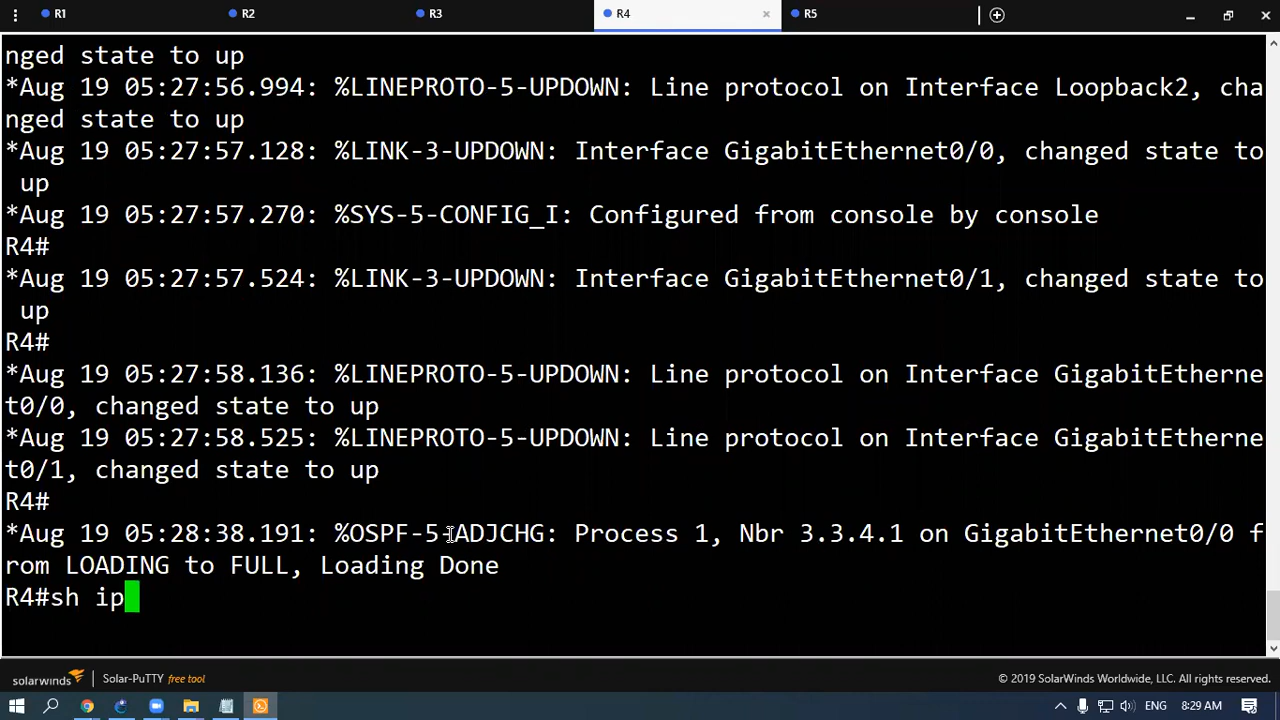 R1
R2
R3
R4
R5
nged state to up
*Aug 19 05:27:56.994: %LINEPROTO-5-UPDOWN: Line protocol on Interface Loopback2, cha
nged state to up
*Aug 19 05:27:57.128: %LINK-3-UPDOWN: Interface GigabitEthernet0/0, changed state to
up
*Aug 19 05:27:57.270: %SYS-5-CONFIG_I: Configured from console by console
R4#
*Aug 19 05:27:57.524: %LINK-3-UPDOWN: Interface GigabitEthernet0/1, changed state to
up
R4#
*Aug 19 05:27:58.136: %LINEPROTO-5-UPDOWN: Line protocol on Interface GigabitEtherne
t0/0, changed state to up
*Aug 19 05:27:58.525: %LINEPROTO-5-UPDOWN: Line protocol on Interface GigabitEtherne
t0/1, changed state to up
R4#
*Aug 19 05:28:38.191: %OSPF-5-ADJCHG: Process 1, Nbr 3.3.4.1 on GigabitEthernet0/0 f
rom LOADING to FULL, Loading Done
R4#sh ip
solarwinds Solar-PuTTY free tool © 2019 SolarWinds Worldwide, LLC. All rights reserved.
ENG 8:29 AM